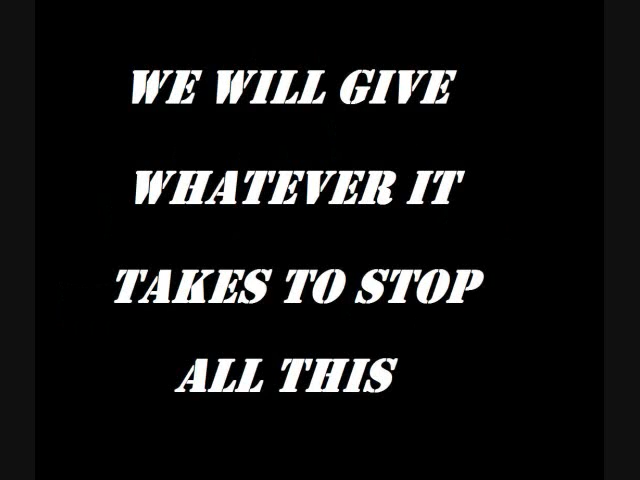 WE WILL GIVE
WHATEVER IT
TAKES TO STOP
ALL THIS